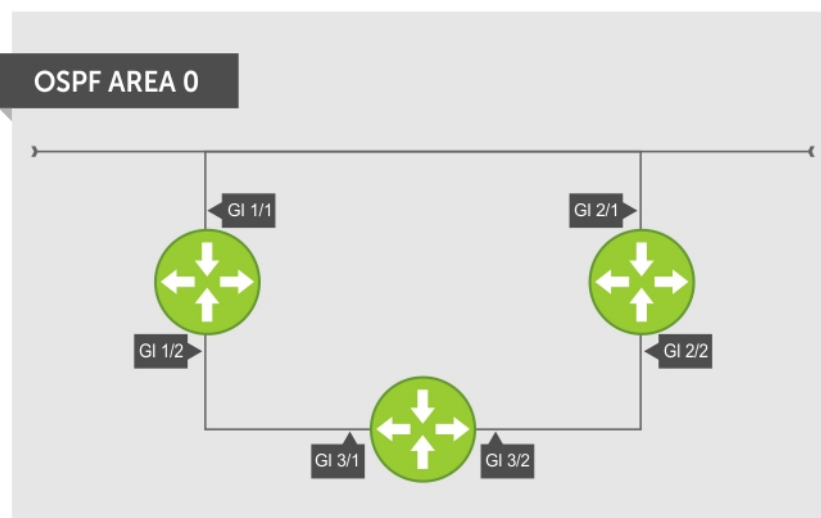 OSPF AREA 0
GI 1/1
GI 2/1
GI 1/2
GI 2/2
GI 3/1
GI 3/2